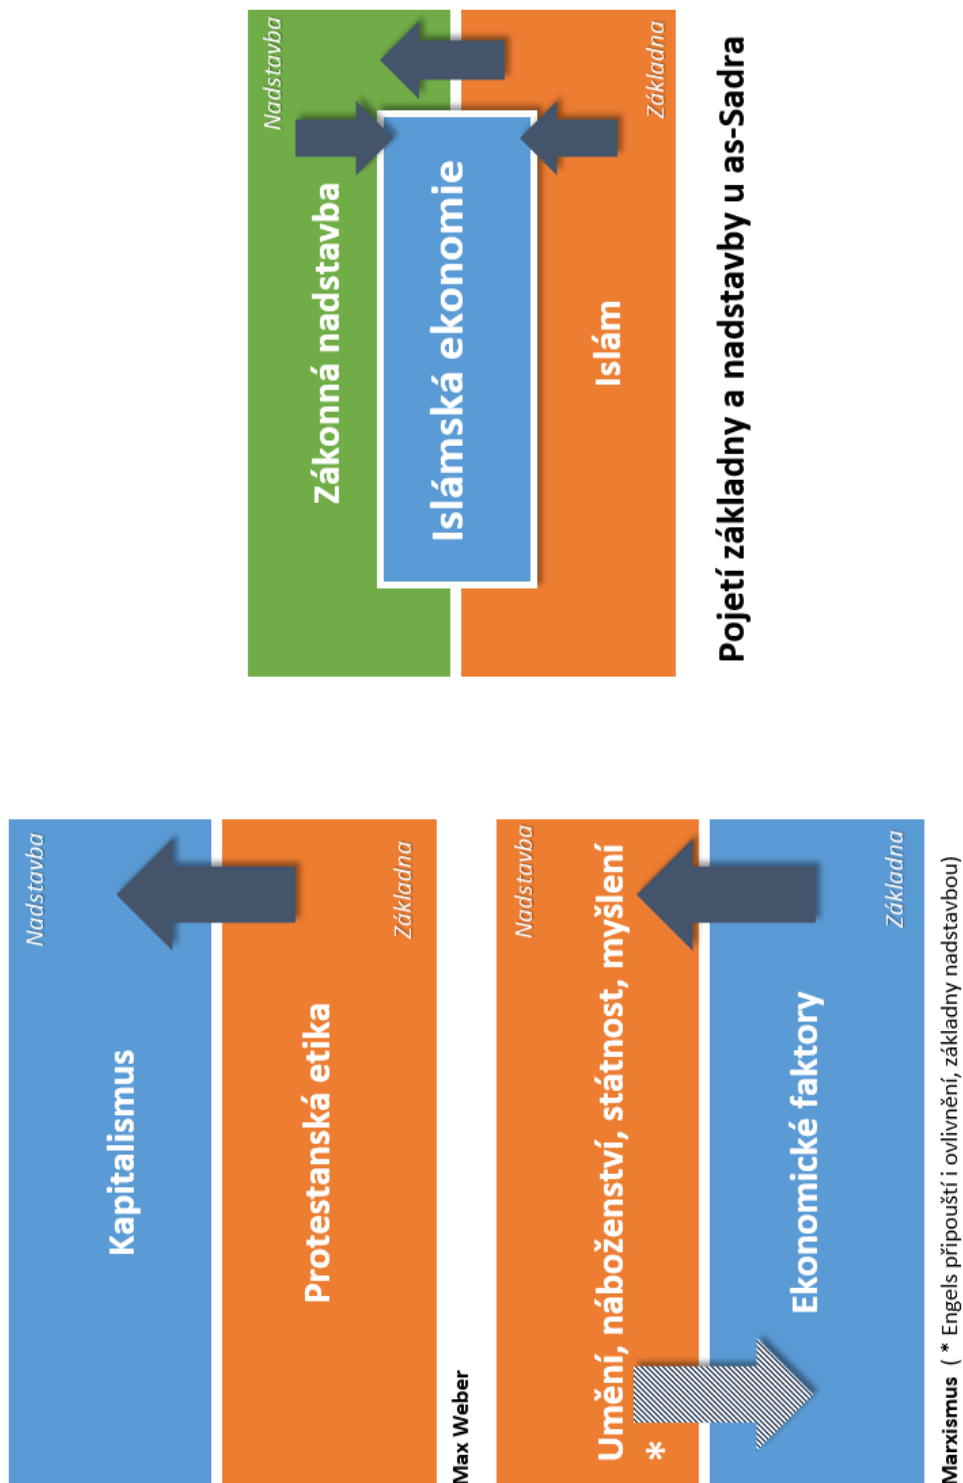 Nadstavba
Kapitalismus
Protestanská etika
Základna
Max Weber
Nadstavba
Umění, náboženství, státnost, myšlení
*
Ekonomické faktory
Základna
Marxismus ( * Engels připouští i ovlivnění, základny nadstavbou)
Nadstavba
Zákonná nadstavba
Islámská ekonomie
Islám
Základna
Pojetí základny a nadstavby u as-Sadra